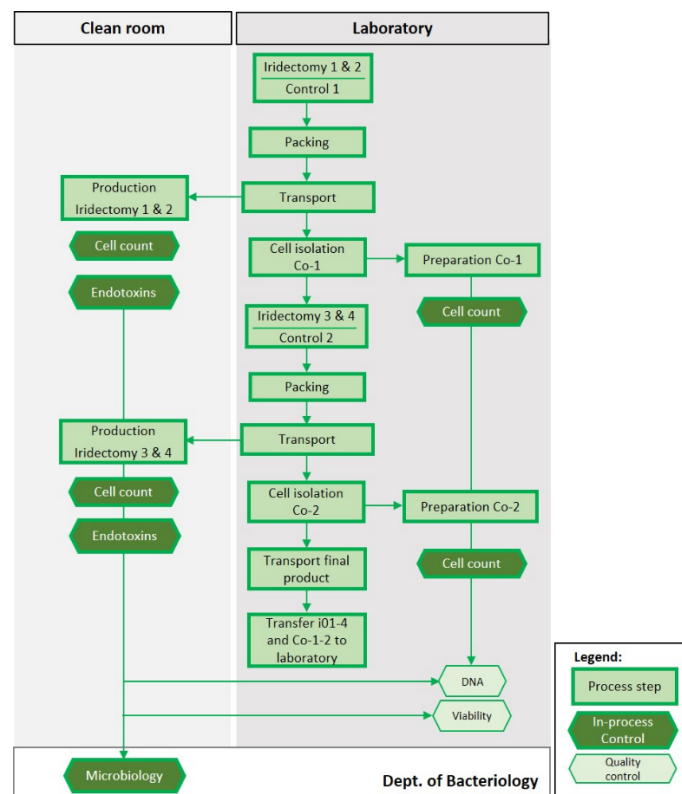 Clean room
Laboratory
Iridectomy 1 & 2
Control 1
Packing
Production
Iridectomy 1 & 2
Transport
Cell count
Cell isolation
Co-1
Preparation Co-1
Endotoxins
Iridectomy 3 & 4
Control 2
Cell count
Packing
Production
Iridectomy 3 & 4
Transport
Cell count
Cell isolation
Co-2
Preparation Co-2
Endotoxins
Transport final
product
Cell count
Transfer i01-4
and Co-1-2 to
laboratory
DNA
Viability
Microbiology
Dept. of Bacteriology
Legend:
Process step
In-process
Control
Quality
control